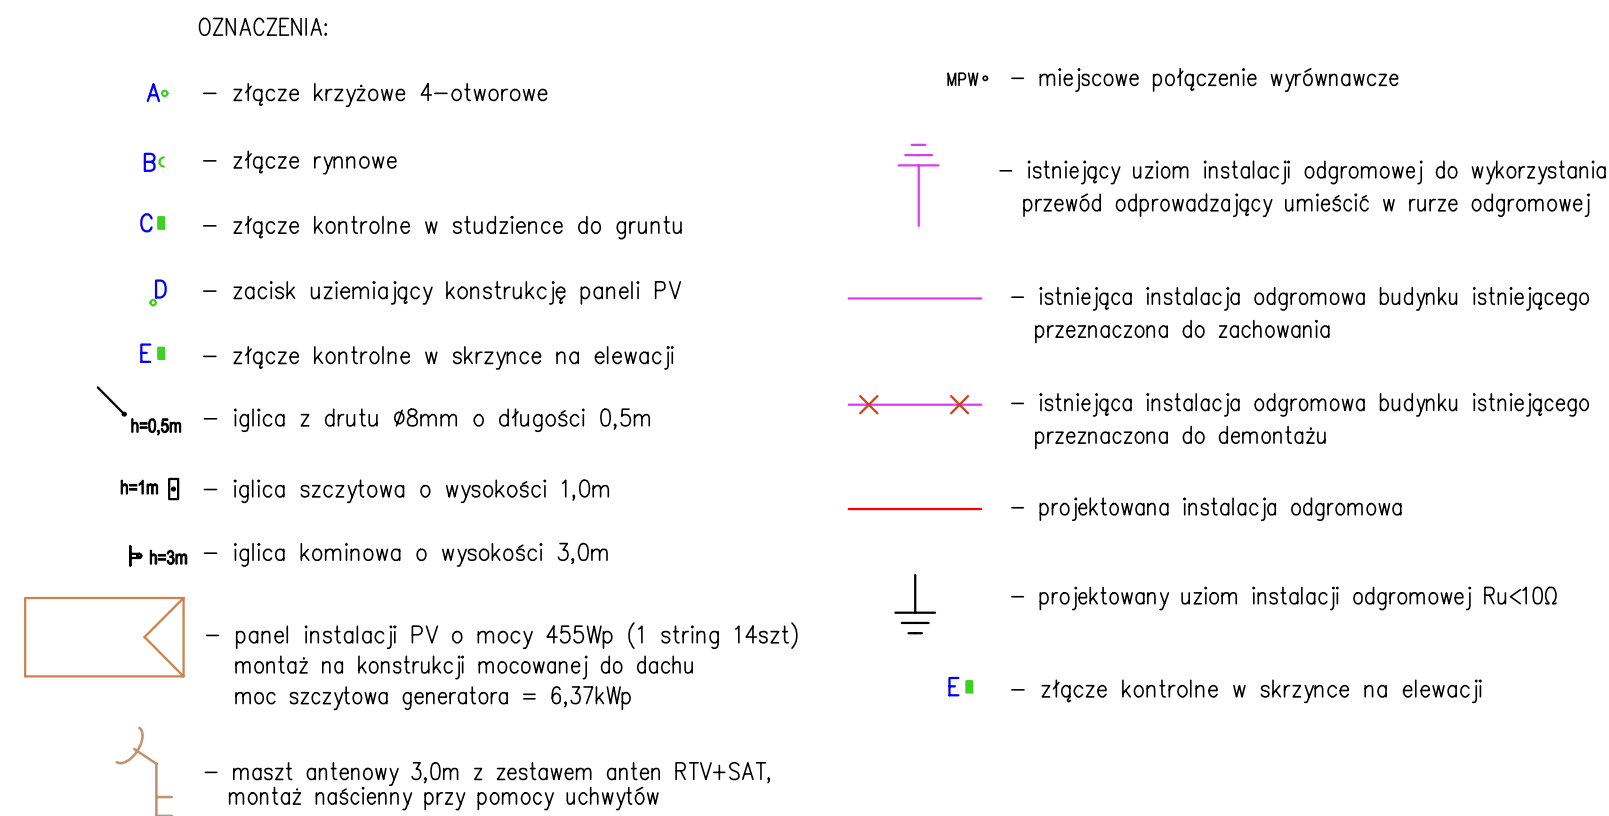 OZNACZENIA:
A – złącze krzyżowe 4–otworowe
B – złącze rynnowe
C – złącze kontrolne w studzience do gruntu
D – zacisk uziemiający konstrukcję paneli PV
E – złącze kontrolne w skrzynce na elewacji
h=0,5m – iglica z drutu Ø8mm o długości 0,5m
h=1m – iglica szczytowa o wysokości 1,0m
h=3m – iglica kominowa o wysokości 3,0m
– panel instalacji PV o mocy 455Wp (1 string 14szt)
montaż na konstrukcji mocowanej do dachu
moc szczytowa generatora = 6,37kWp
– maszt antenowy 3,0m z zestawem anten RTV+SAT,
montaż naścienny przy pomocy uchwytów
MPW – miejscowe połączenie wyrównawcze
– istniejący uziom instalacji odgromowej do wykorzystania
przewód odprowadzający umieścić w rurze odgromowej
– istniejąca instalacja odgromowa budynku istniejącego
przeznaczona do zachowania
– istniejąca instalacja odgromowa budynku istniejącego
przeznaczona do demontażu
– projektowana instalacja odgromowa
– projektowany uziom instalacji odgromowej Ru<10Ω
E – złącze kontrolne w skrzynce na elewacji